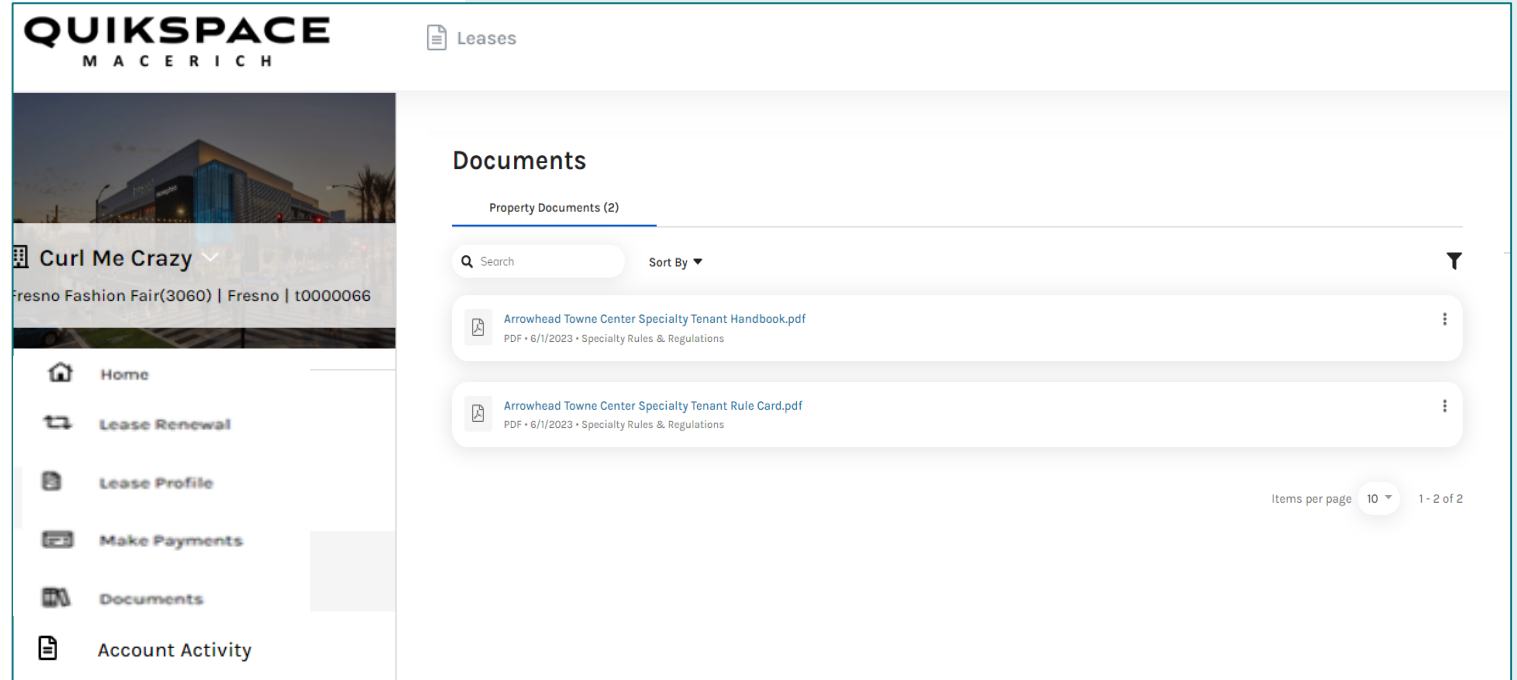 QUIKSPACE
MACERICH
Leases
Curl Me Crazy
Fresno Fashion Fair(3060) | Fresno | t0000066
Home
Lease Renewal
Lease Profile
Make Payments
Documents
Account Activity
Documents
Property Documents (2)
Search
Sort By
Arrowhead Towne Center Specialty Tenant Handbook.pdf
PDF • 6/1/2023 • Specialty Rules & Regulations
Arrowhead Towne Center Specialty Tenant Rule Card.pdf
PDF • 6/1/2023 • Specialty Rules & Regulations
Items per page 10 1 - 2 of 2